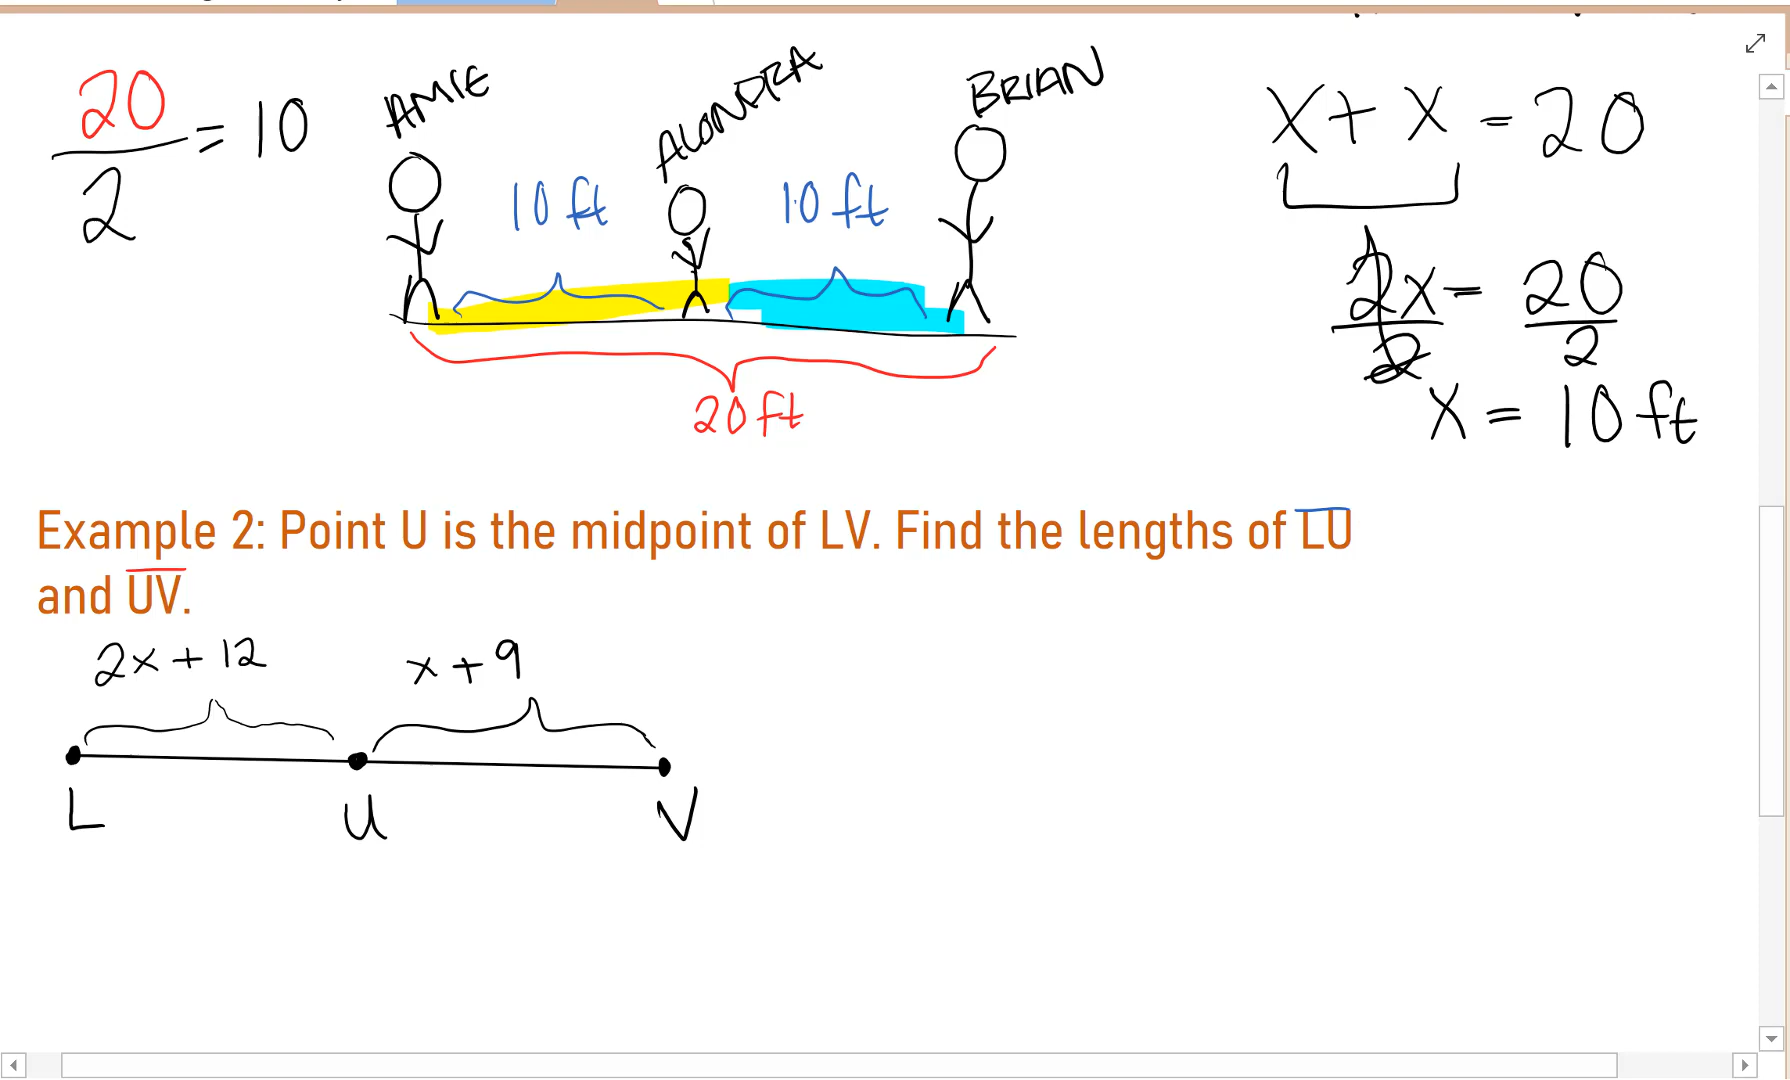 20
2
= 10
AMIE
ALONDRA
BRIAN
10 ft
10 ft
20 ft
x + x = 20
2x = 20
2
2
x = 10 ft
Example 2: Point U is the midpoint of LV. Find the lengths of LU
and UV.
2x + 12
x + 9
L
U
V